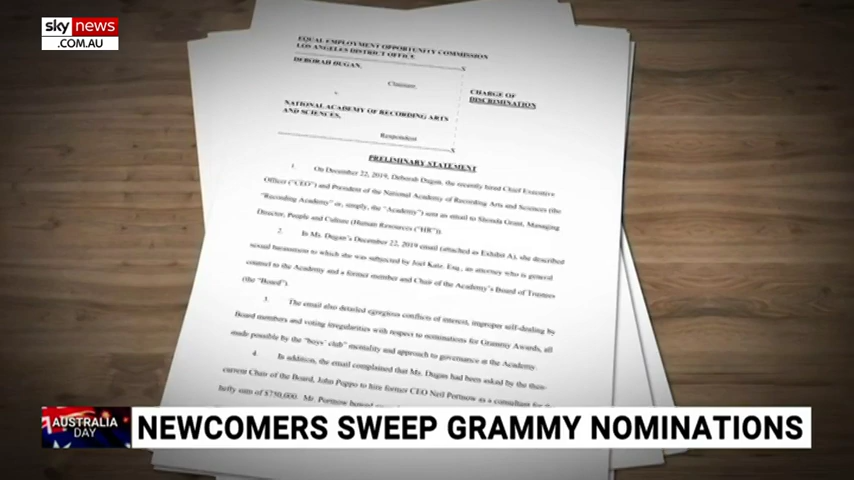 sky news
.COM.AU
EQUAL EMPLOYMENT OPPORTUNITY COMMISSION
LOS ANGELES DISTRICT OFFICE
X
DEBORAH DUGAN,
Claimant,
CHARGE OF
DISCRIMINATION
v.
NATIONAL ACADEMY OF RECORDING ARTS
AND SCIENCES,
Respondent
X
PRELIMINARY STATEMENT
1. On December 22, 2019, Deborah Dugan, the recently hired Chief Executive
Officer ("CEO") and President of the National Academy of Recording Arts and Sciences (the
"Recording Academy" or, simply, the "Academy") sent an email to Shonda Grant, Managing
Director, People and Culture (Human Resources ("HR")).
2. In Ms. Dugan's December 22, 2019 email (attached as Exhibit A), she described
sexual harassment to which she was subjected by Joel Katz, Esq., an attorney who is general
counsel to the Academy and a former member and Chair of the Academy's Board of Trustees
(the "Board").
3. The email also detailed egregious conflicts of interest, improper self-dealing by
Board members and voting irregularities with respect to nominations for Grammy Awards, all
made possible by the "boys' club" mentality and approach to governance at the Academy.
4. In addition, the email complained that Ms. Dugan had been asked by the then-
current Chair of the Board, John Poppo to hire former CEO Neil Portnow as a consultant for the
hefty sum of $750,000. Mr. Portnow
AUSTRALIA
DAY
NEWCOMERS SWEEP GRAMMY NOMINATIONS